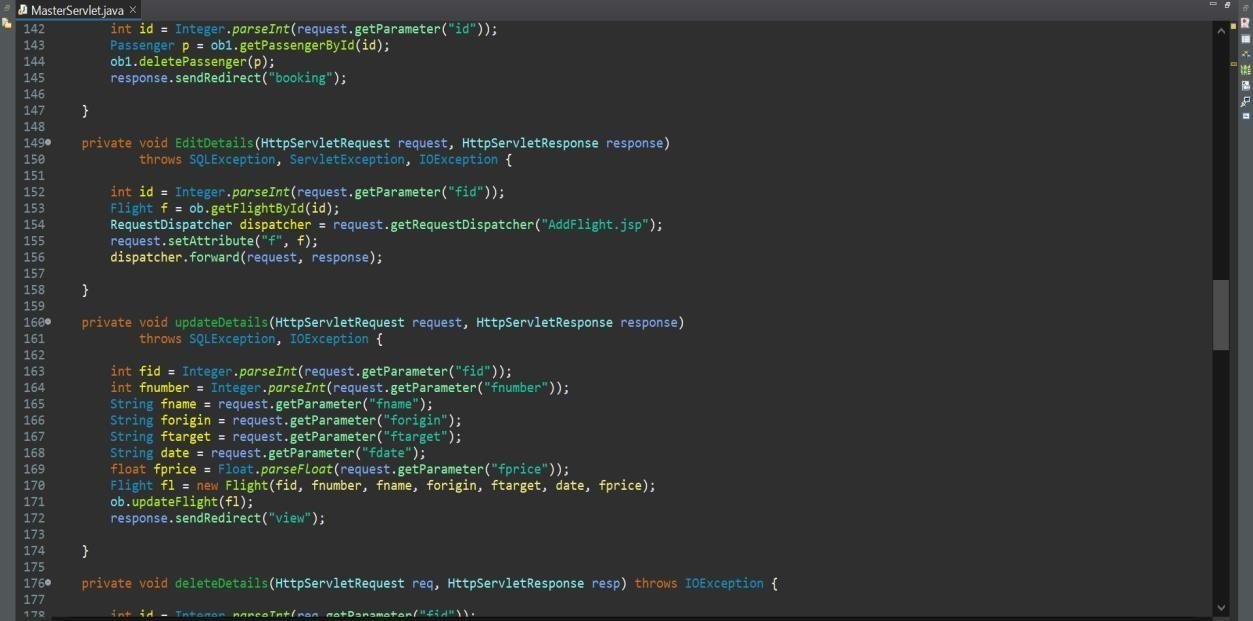 MasterServlet.java
142 int id = Integer.parseInt(request.getParameter("id"));
143 Passenger p = ob1.getPassengerById(id);
144 ob1.deletePassenger(p);
145 response.sendRedirect("booking");
146
147 }
148
149 private void EditDetails(HttpServletRequest request, HttpServletResponse response)
150 throws SQLException, ServletException, IOException {
151
152 int id = Integer.parseInt(request.getParameter("fid"));
153 Flight f = ob.getFlightById(id);
154 RequestDispatcher dispatcher = request.getRequestDispatcher("AddFlight.jsp");
155 request.setAttribute("f", f);
156 dispatcher.forward(request, response);
157
158 }
159
160 private void updateDetails(HttpServletRequest request, HttpServletResponse response)
161 throws SQLException, IOException {
162
163 int fid = Integer.parseInt(request.getParameter("fid"));
164 int fnumber = Integer.parseInt(request.getParameter("fnumber"));
165 String fname = request.getParameter("fname");
166 String forigin = request.getParameter("forigin");
167 String ftarget = request.getParameter("ftarget");
168 String date = request.getParameter("fdate");
169 float fprice = Float.parseFloat(request.getParameter("fprice"));
170 Flight fl = new Flight(fid, fnumber, fname, forigin, ftarget, date, fprice);
171 ob.updateFlight(fl);
172 response.sendRedirect("view");
173
174 }
175
176 private void deleteDetails(HttpServletRequest req, HttpServletResponse resp) throws IOException {
177
178 int id = Integer.parseInt(req.getParameter("fid"));